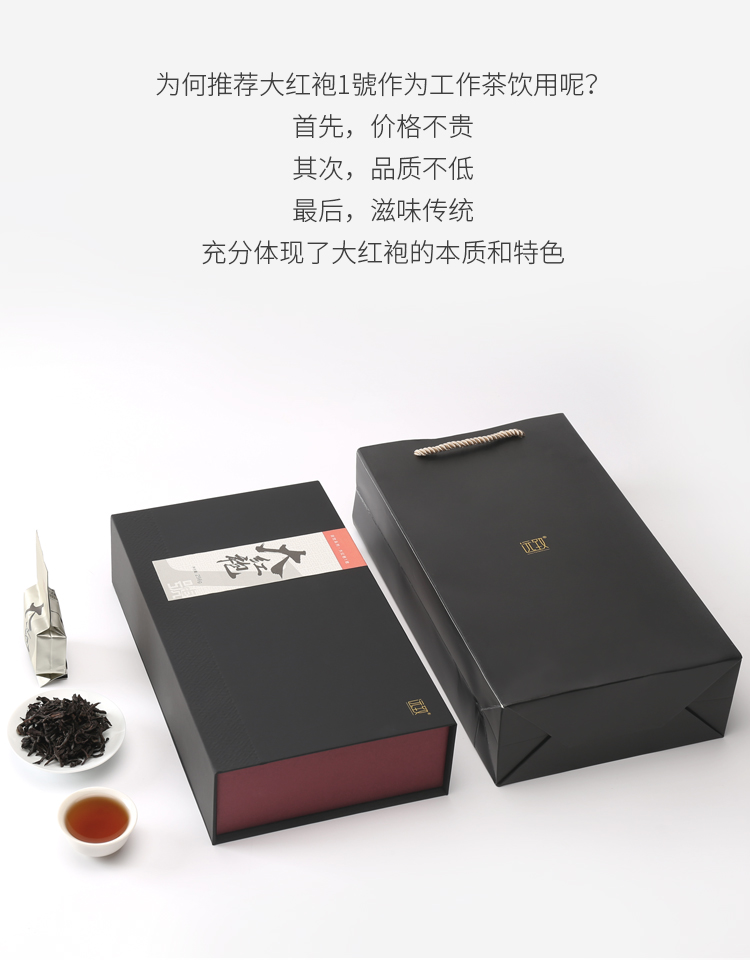 为何推荐大红袍1號作为工作茶饮用呢？
首先，价格不贵
其次，品质不低
最后，滋味传统
充分体现了大红袍的本质和特色
大红袍